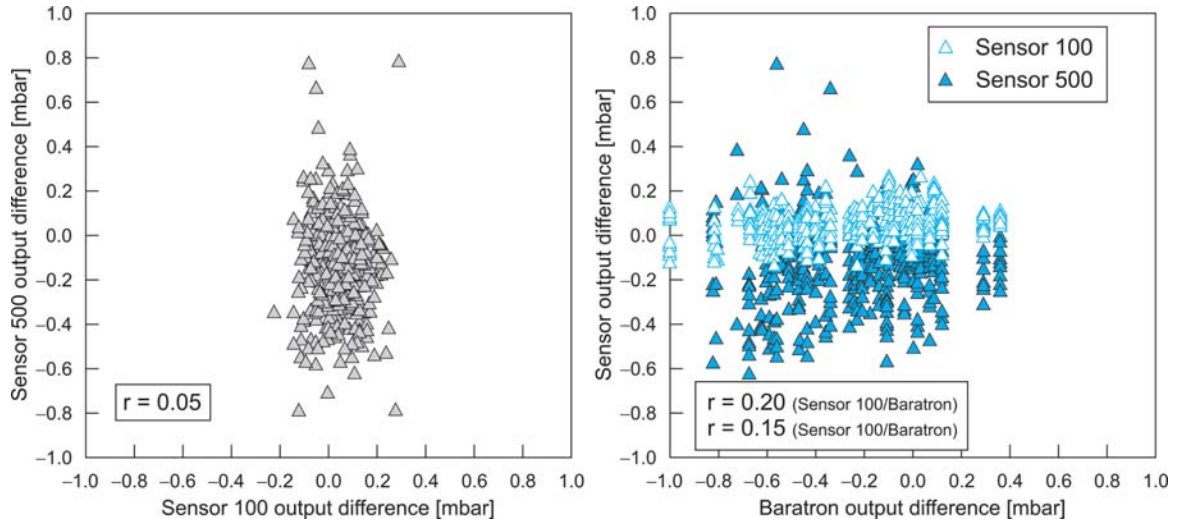 1.0
0.8
0.6
0.4
0.2
0.0
−0.2
−0.4
−0.6
−0.8
−1.0
Sensor 500 output difference [mbar]
r = 0.05
−1.0 −0.8 −0.6 −0.4 −0.2 0.0 0.2 0.4 0.6 0.8 1.0
Sensor 100 output difference [mbar]
1.0
0.8
0.6
0.4
0.2
0.0
−0.2
−0.4
−0.6
−0.8
−1.0
Sensor output difference [mbar]
Sensor 100
Sensor 500
r = 0.20 (Sensor 100/Baratron)
r = 0.15 (Sensor 100/Baratron)
−1.0 −0.8 −0.6 −0.4 −0.2 0.0 0.2 0.4 0.6 0.8 1.0
Baratron output difference [mbar]